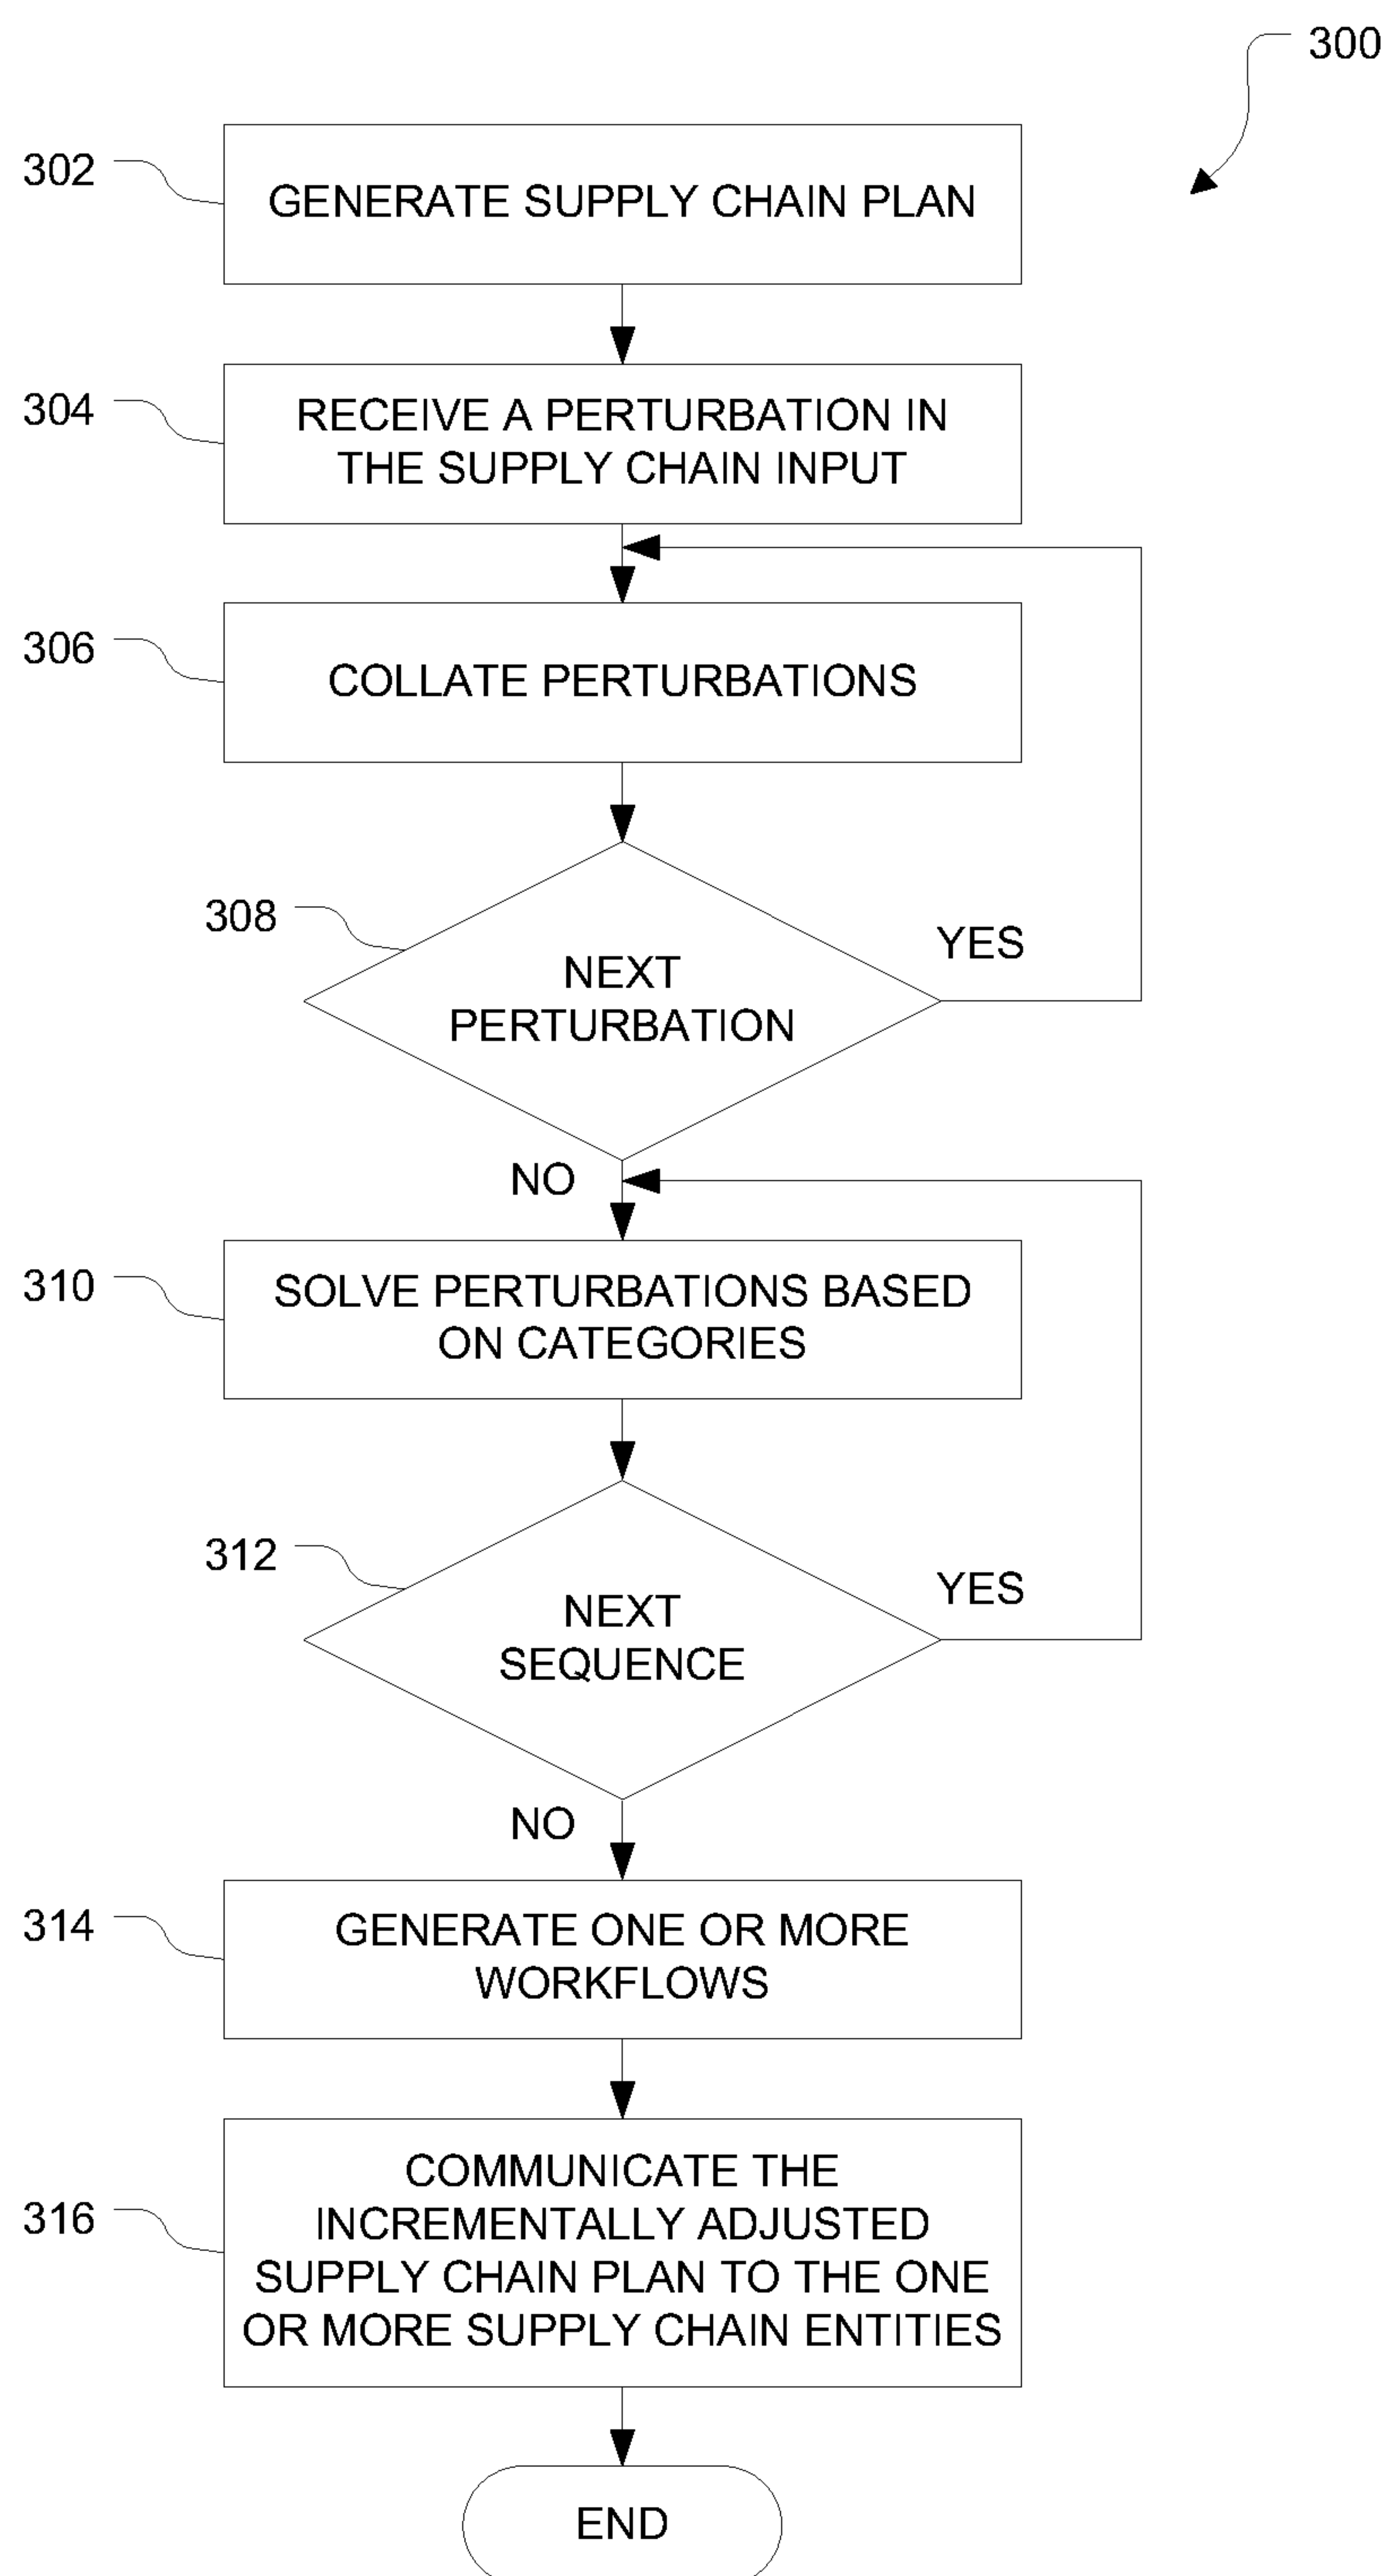 300
302
GENERATE SUPPLY CHAIN PLAN
304
RECEIVE A PERTURBATION IN
THE SUPPLY CHAIN INPUT
306
COLLATE PERTURBATIONS
308
NEXT
PERTURBATION
YES
NO
310
SOLVE PERTURBATIONS BASED
ON CATEGORIES
312
NEXT
SEQUENCE
YES
NO
314
GENERATE ONE OR MORE
WORKFLOWS
316
COMMUNICATE THE
INCREMENTALLY ADJUSTED
SUPPLY CHAIN PLAN TO THE ONE
OR MORE SUPPLY CHAIN ENTITIES
END